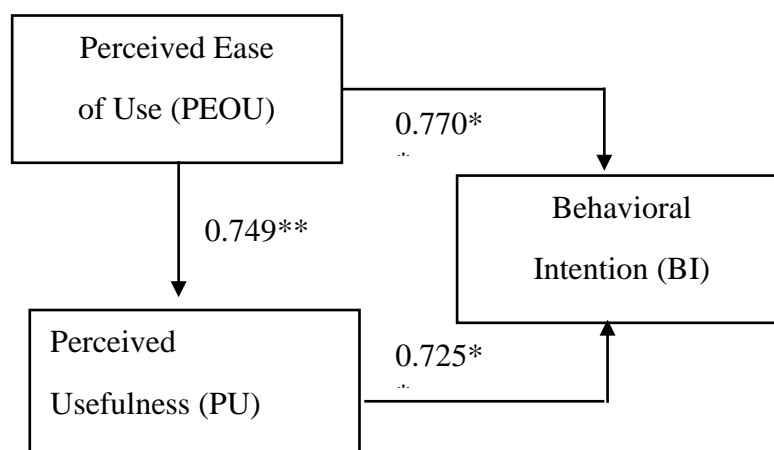 Perceived Ease
of Use (PEOU)
0.770*
*
0.749**
Behavioral
Intention (BI)
Perceived
Usefulness (PU)
0.725*
*